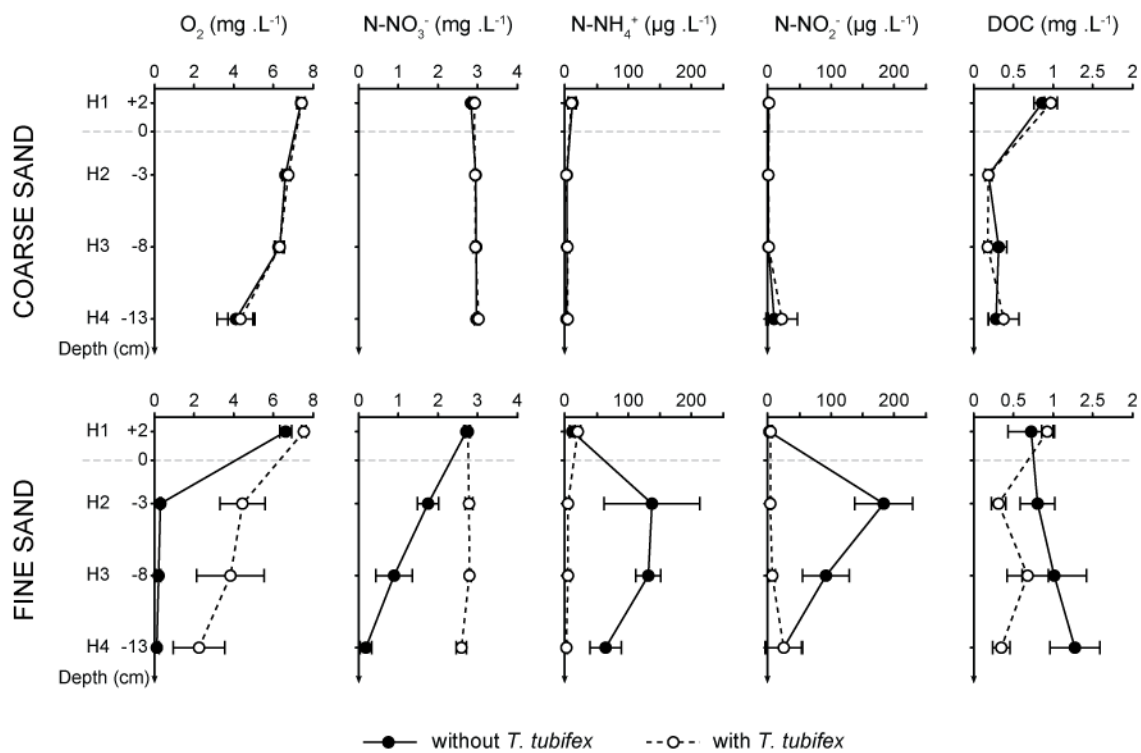 O₂ (mg .L⁻¹) N-NO₃⁻ (mg .L⁻¹) N-NH₄⁺ (µg .L⁻¹) N-NO₂⁻ (µg .L⁻¹) DOC (mg .L⁻¹)
0 2 4 6 8 0 1 2 3 4 0 100 200 0 100 200 0 0.5 1 1.5 2
COARSE SAND
H1 +2
0
H2 -3
H3 -8
H4 -13
Depth (cm)
0 2 4 6 8 0 1 2 3 4 0 100 200 0 100 200 0 0.5 1 1.5 2
FINE SAND
H1 +2
0
H2 -3
H3 -8
H4 -13
Depth (cm)
without T. tubifex with T. tubifex